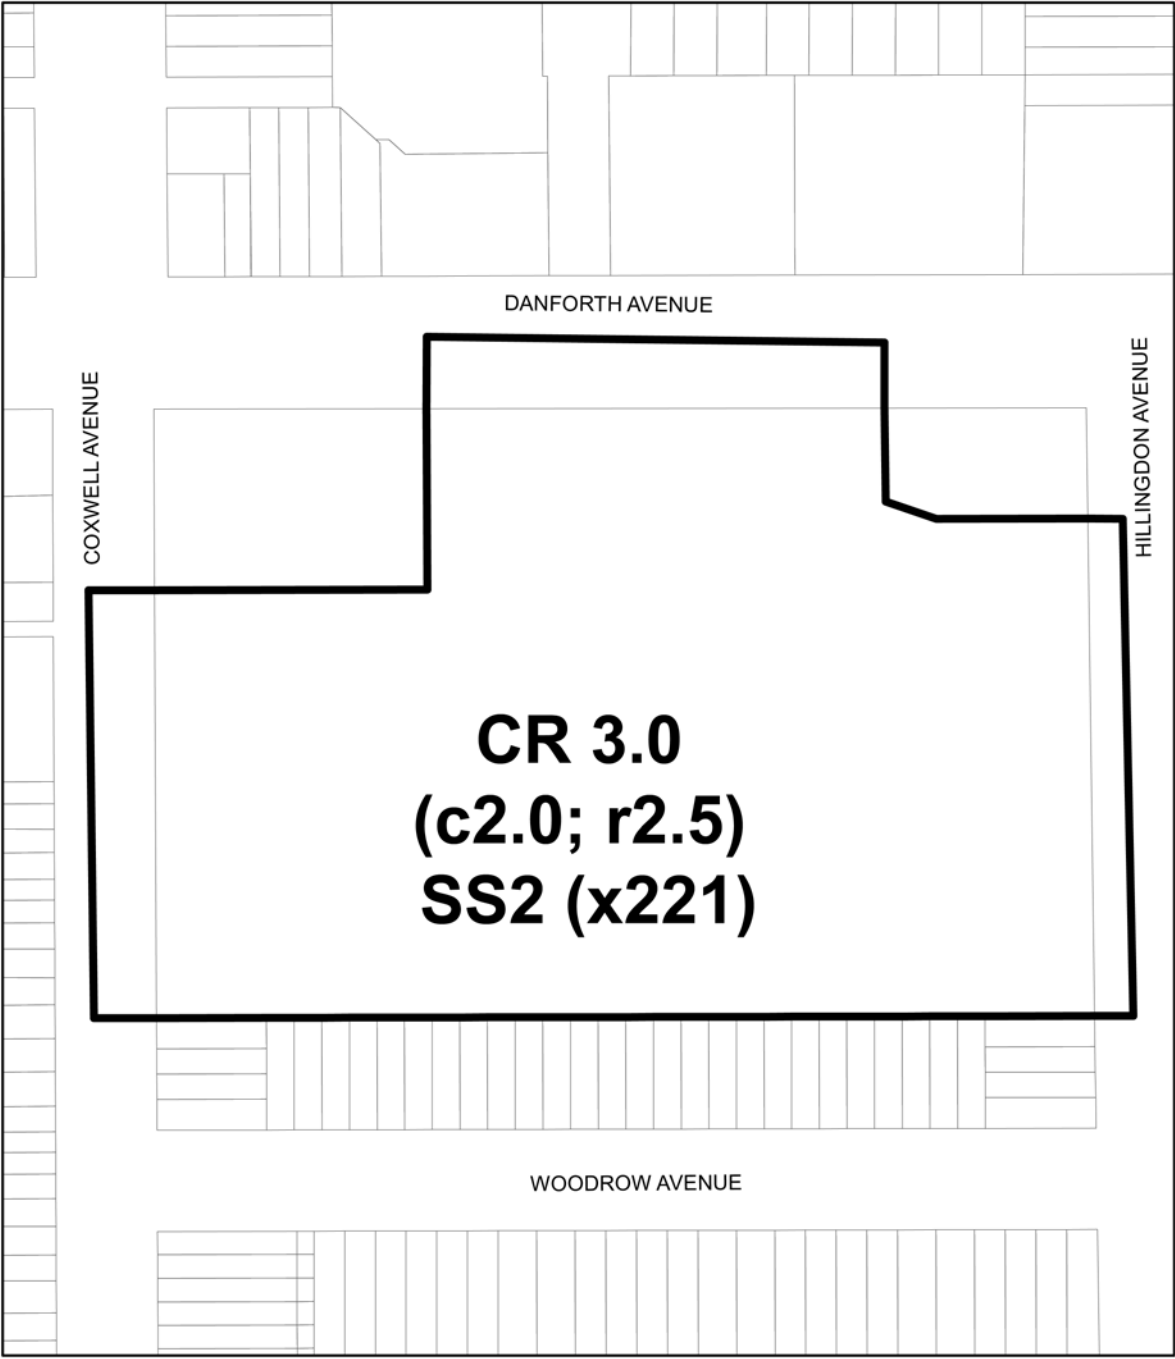 DANFORTH AVENUE
COXWELL AVENUE
HILLINGDON AVENUE
CR 3.0
(c2.0; r2.5)
SS2 (x221)
WOODROW AVENUE